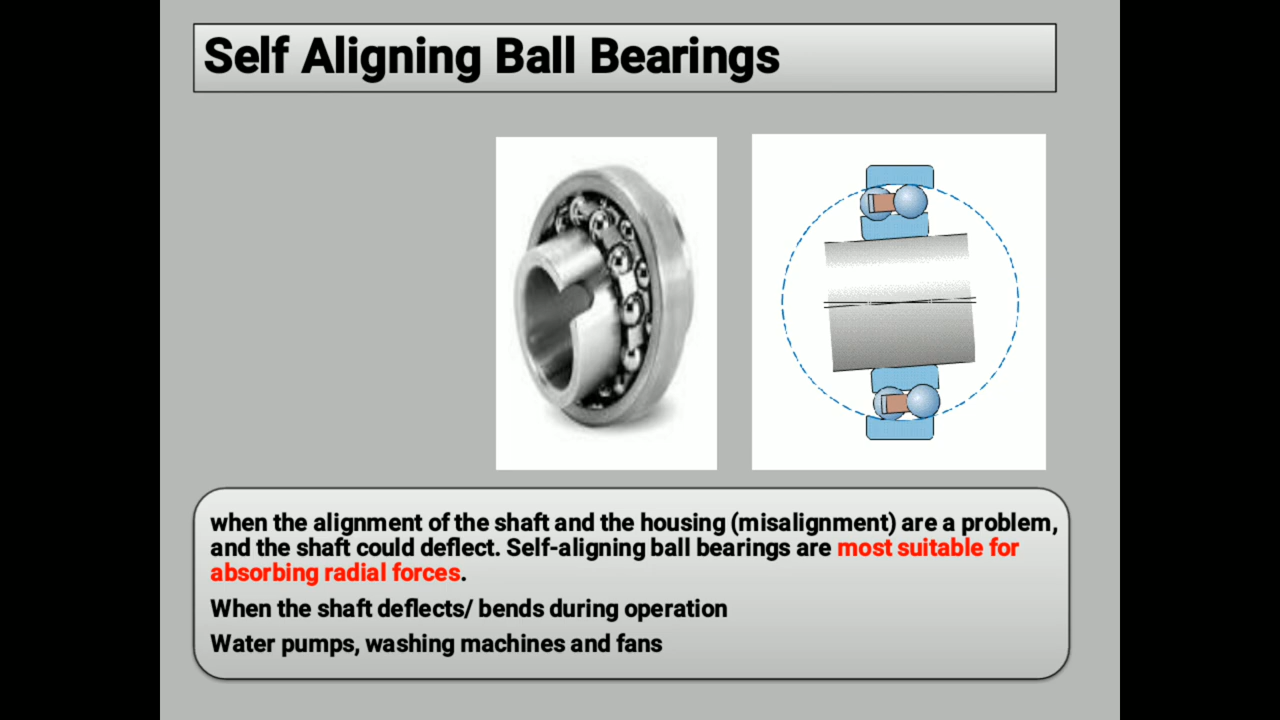 Self Aligning Ball Bearings
when the alignment of the shaft and the housing (misalignment) are a problem,
and the shaft could deflect. Self-aligning ball bearings are most suitable for
absorbing radial forces.
When the shaft deflects/ bends during operation
Water pumps, washing machines and fans